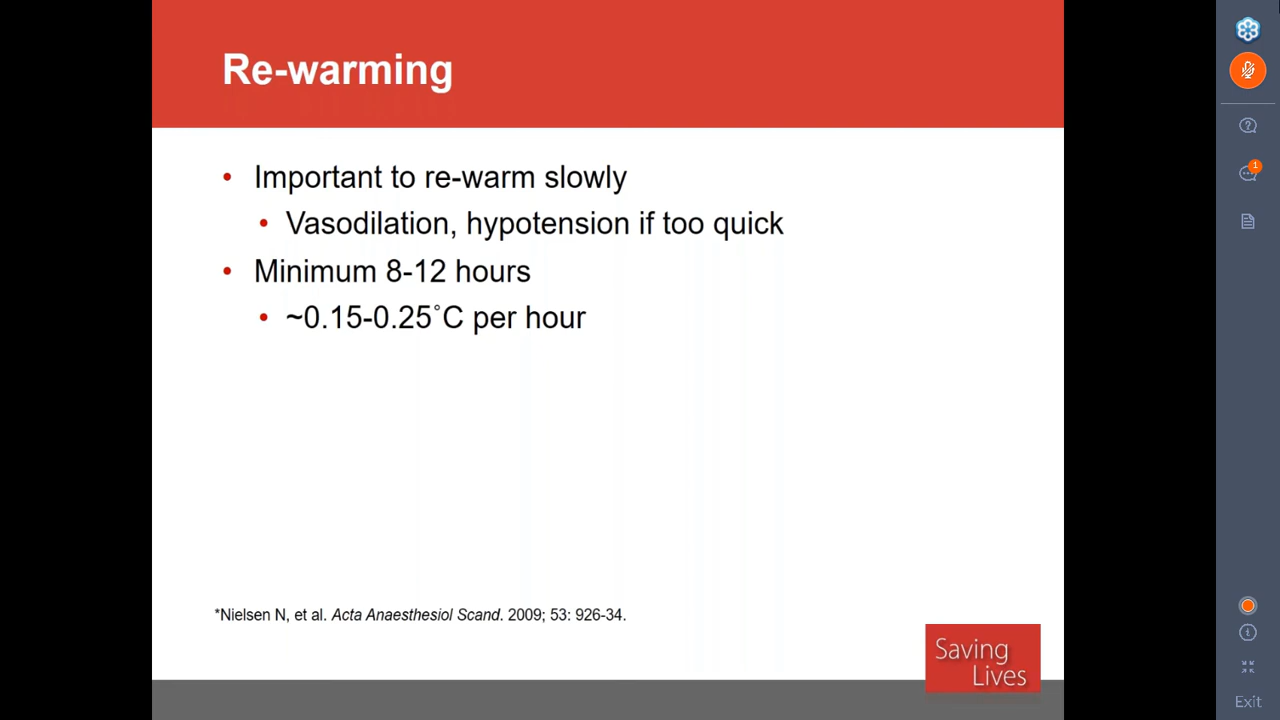 Re-warming
• Important to re-warm slowly
• Vasodilation, hypotension if too quick
• Minimum 8-12 hours
• ~0.15-0.25˚C per hour
*Nielsen N, et al. Acta Anaesthesiol Scand. 2009; 53: 926-34.
Saving
Lives
1
Exit